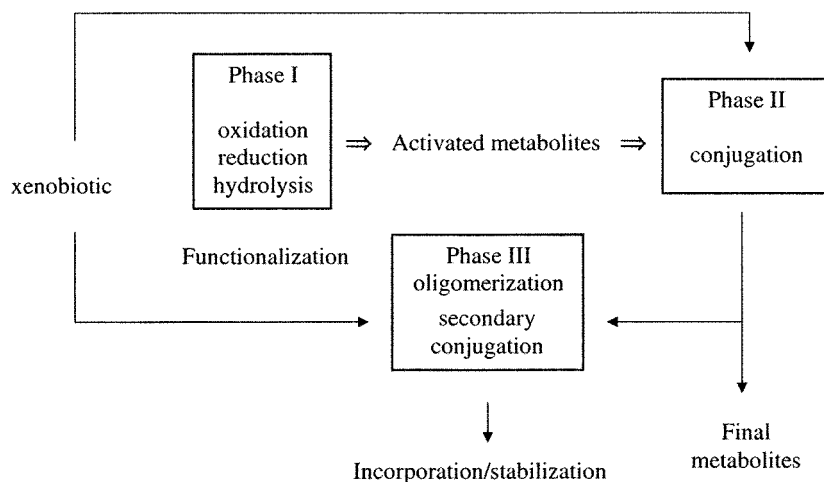 Phase I
oxidation
reduction
hydrolysis
⇒ Activated metabolites ⇒
Phase II
conjugation
xenobiotic
Functionalization
Phase III
oligomerization
secondary
conjugation
Final
metabolites
Incorporation/stabilization